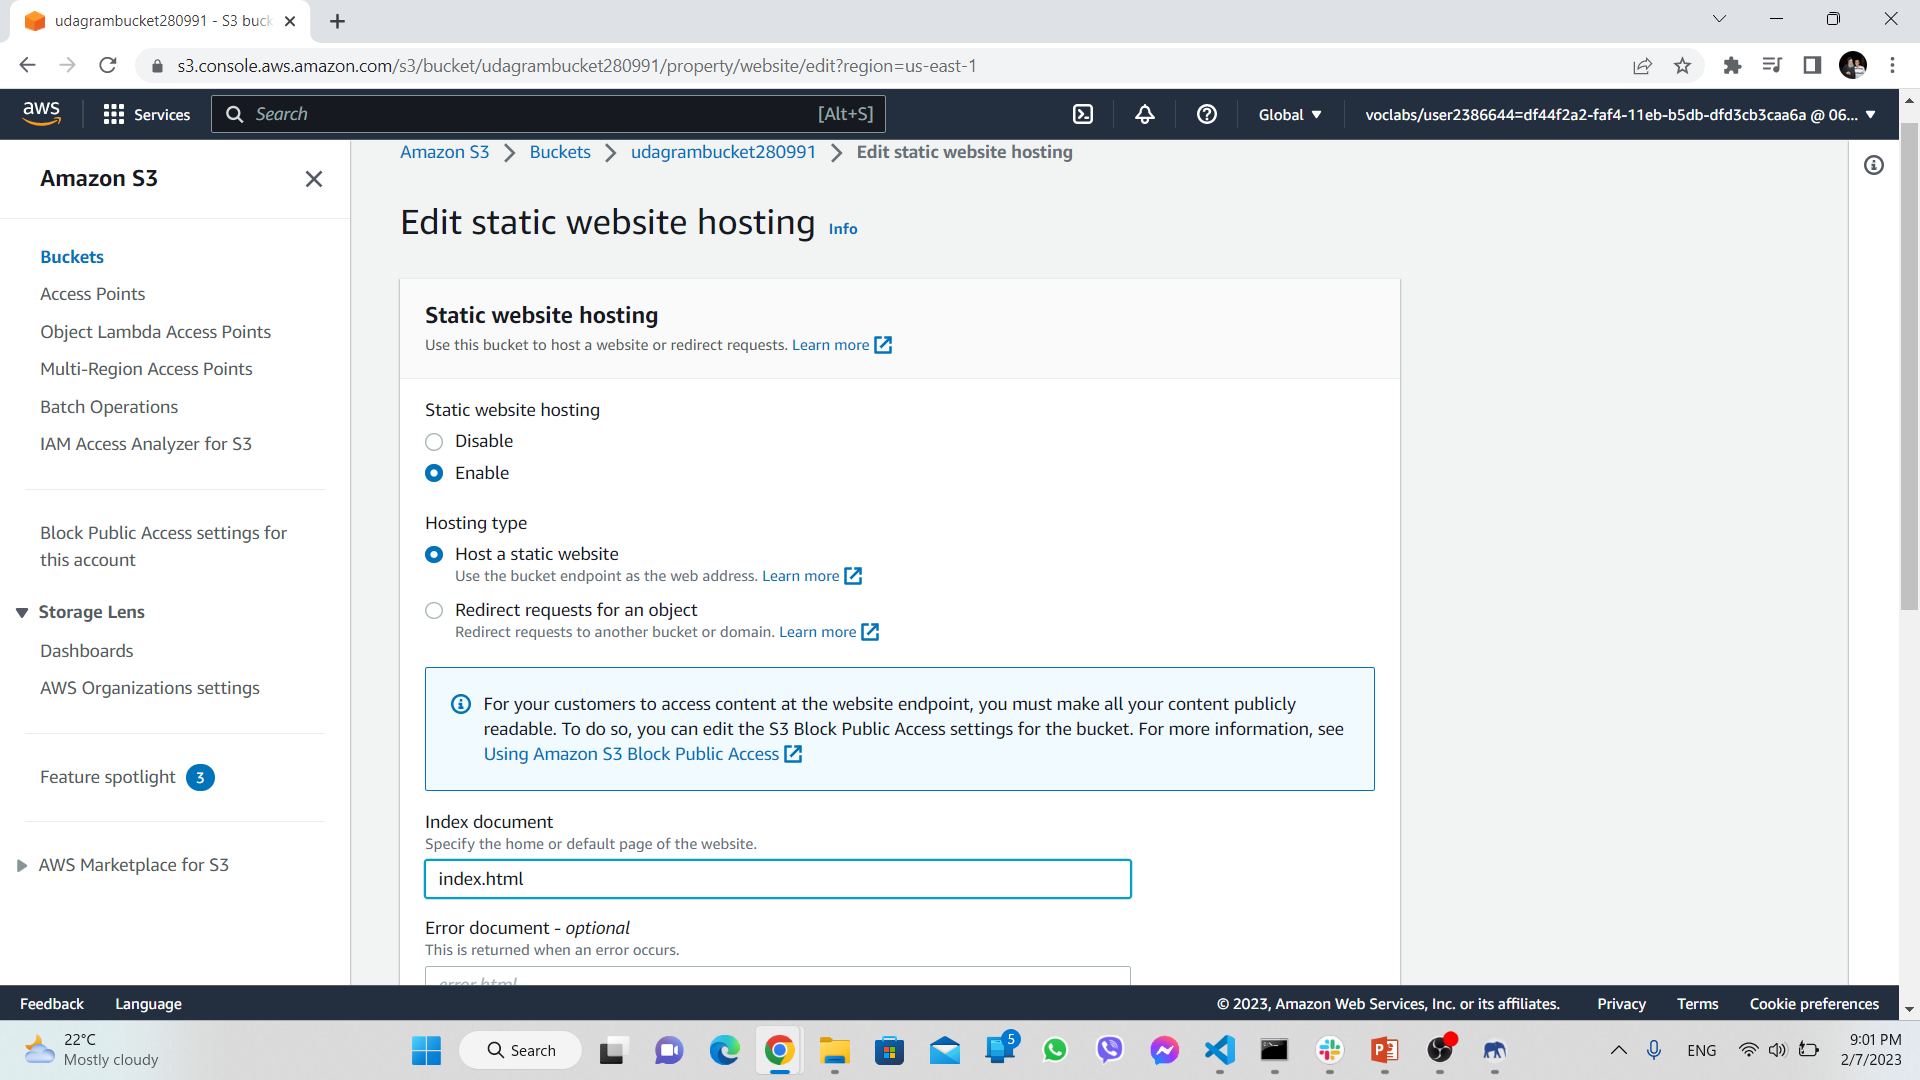 udagrambucket280991 - S3 buck
s3.console.aws.amazon.com/s3/bucket/udagrambucket280991/property/website/edit?region=us-east-1
aws
Services
Search
[Alt+S]
Global
voclabs/user2386644=df44f2a2-faf4-11eb-b5db-dfd3cb3caa6a @ 06...
Amazon S3
Buckets
Access Points
Object Lambda Access Points
Multi-Region Access Points
Batch Operations
IAM Access Analyzer for S3
Block Public Access settings for
this account
Storage Lens
Dashboards
AWS Organizations settings
Feature spotlight 3
AWS Marketplace for S3
Amazon S3 > Buckets > udagrambucket280991 > Edit static website hosting
Edit static website hosting Info
Static website hosting
Use this bucket to host a website or redirect requests. Learn more
Static website hosting
Disable
Enable
Hosting type
Host a static website
Use the bucket endpoint as the web address. Learn more
Redirect requests for an object
Redirect requests to another bucket or domain. Learn more
For your customers to access content at the website endpoint, you must make all your content publicly
readable. To do so, you can edit the S3 Block Public Access settings for the bucket. For more information, see
Using Amazon S3 Block Public Access
Index document
Specify the home or default page of the website.
index.html
Error document - optional
This is returned when an error occurs.
error.html
Feedback
Language
© 2023, Amazon Web Services, Inc. or its affiliates.
Privacy
Terms
Cookie preferences
22°C
Mostly cloudy
Search
5
ENG
9:01 PM
2/7/2023